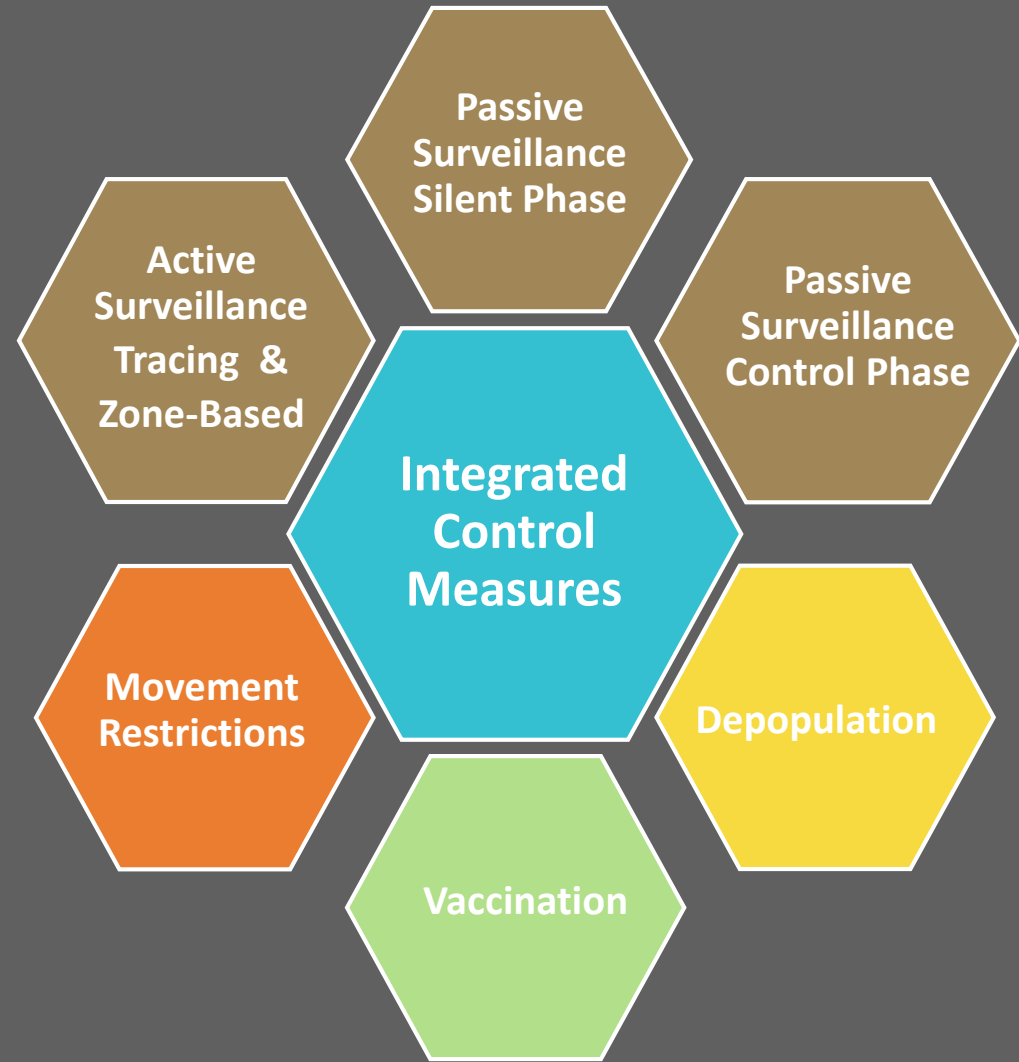 Passive
Surveillance
Silent Phase
Active
Surveillance
Tracing &
Zone-Based
Passive
Surveillance
Control Phase
Integrated
Control
Measures
Movement
Restrictions
Depopulation
Vaccination